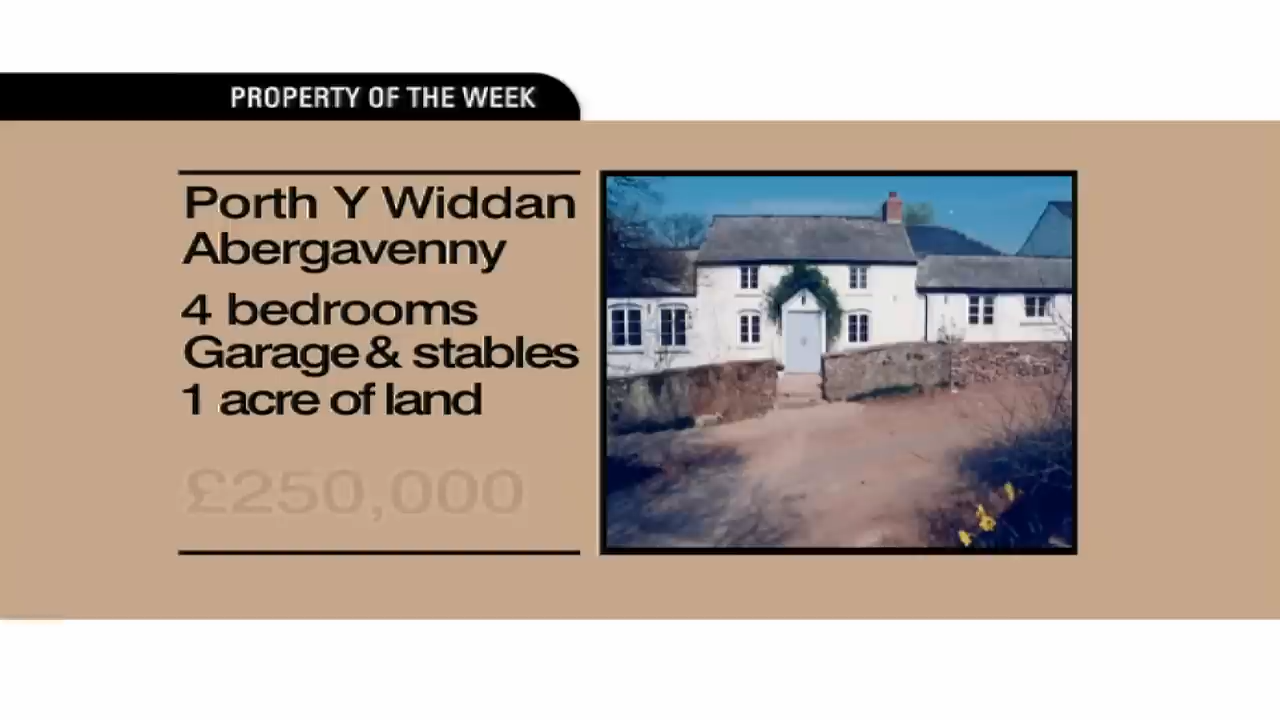 PROPERTY OF THE WEEK
Porth Y Widdan
Abergavenny
4 bedrooms
Garage & stables
1 acre of land
£250,000